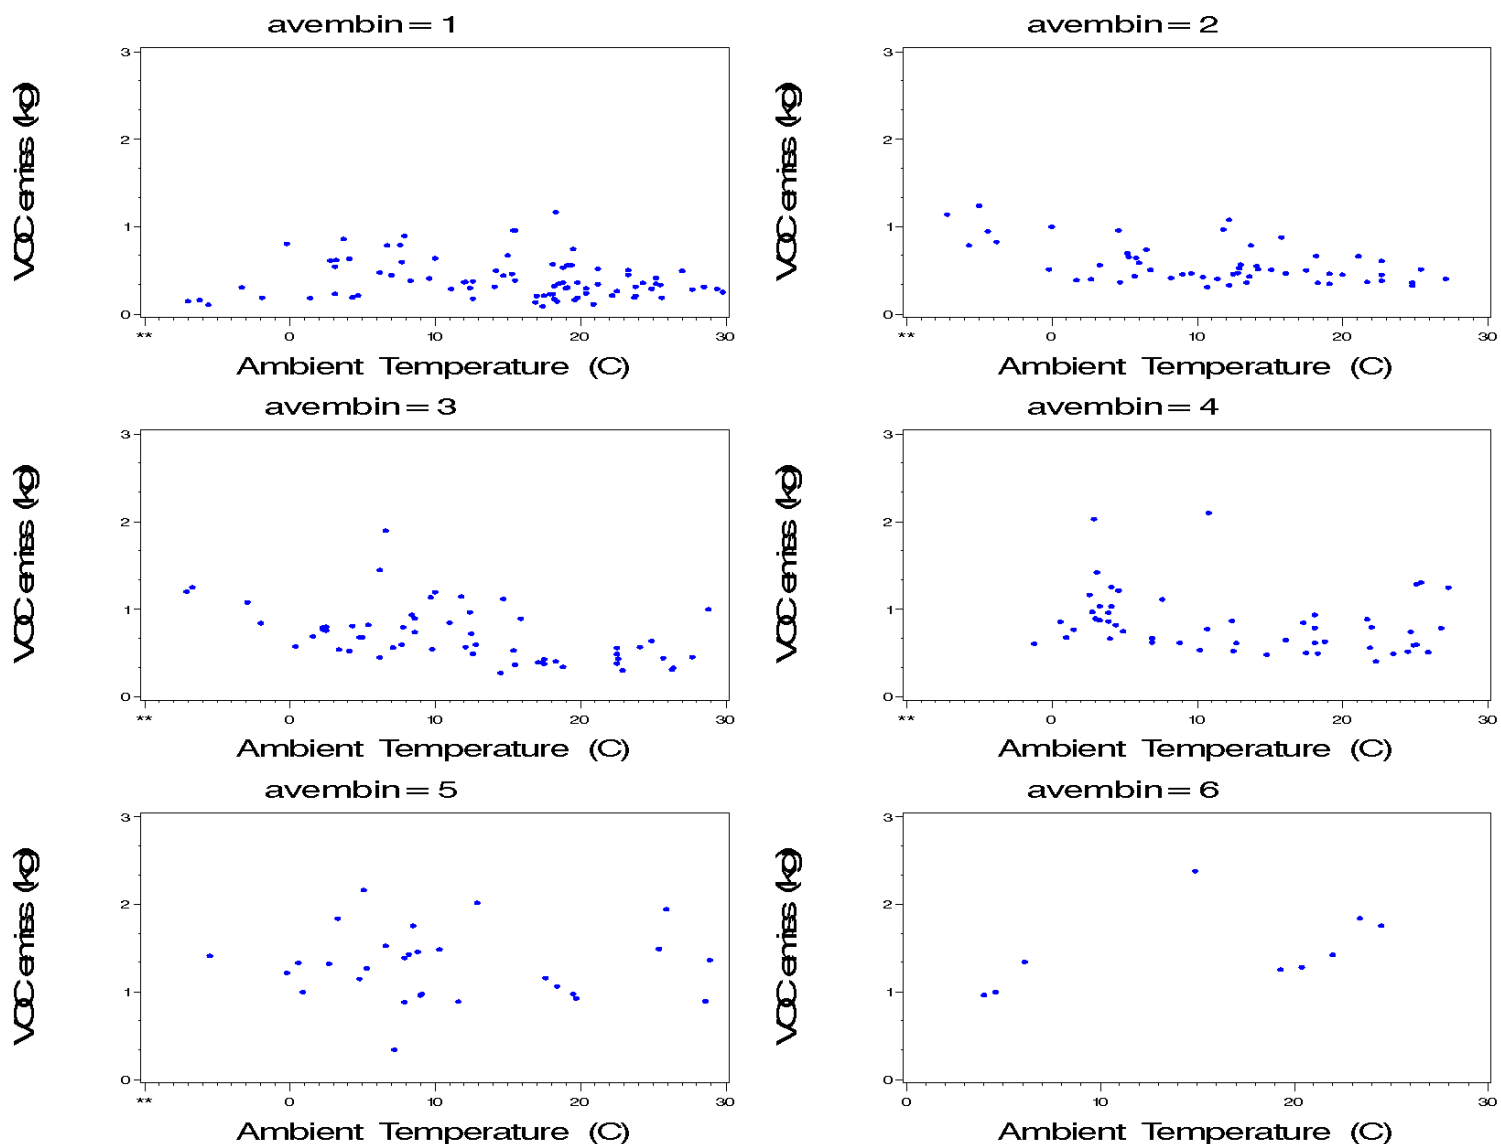 avembin= 1
VOC emiss (kg)
3
2
1
0
** 0 10 20 30
Ambient Temperature (C)
avembin= 2
VOC emiss (kg)
3
2
1
0
** 0 10 20 30
Ambient Temperature (C)
avembin= 3
VOC emiss (kg)
3
2
1
0
** 0 10 20 30
Ambient Temperature (C)
avembin= 4
VOC emiss (kg)
3
2
1
0
** 0 10 20 30
Ambient Temperature (C)
avembin= 5
VOC emiss (kg)
3
2
1
0
** 0 10 20 30
Ambient Temperature (C)
avembin= 6
VOC emiss (kg)
3
2
1
0
0 10 20 30
Ambient Temperature (C)